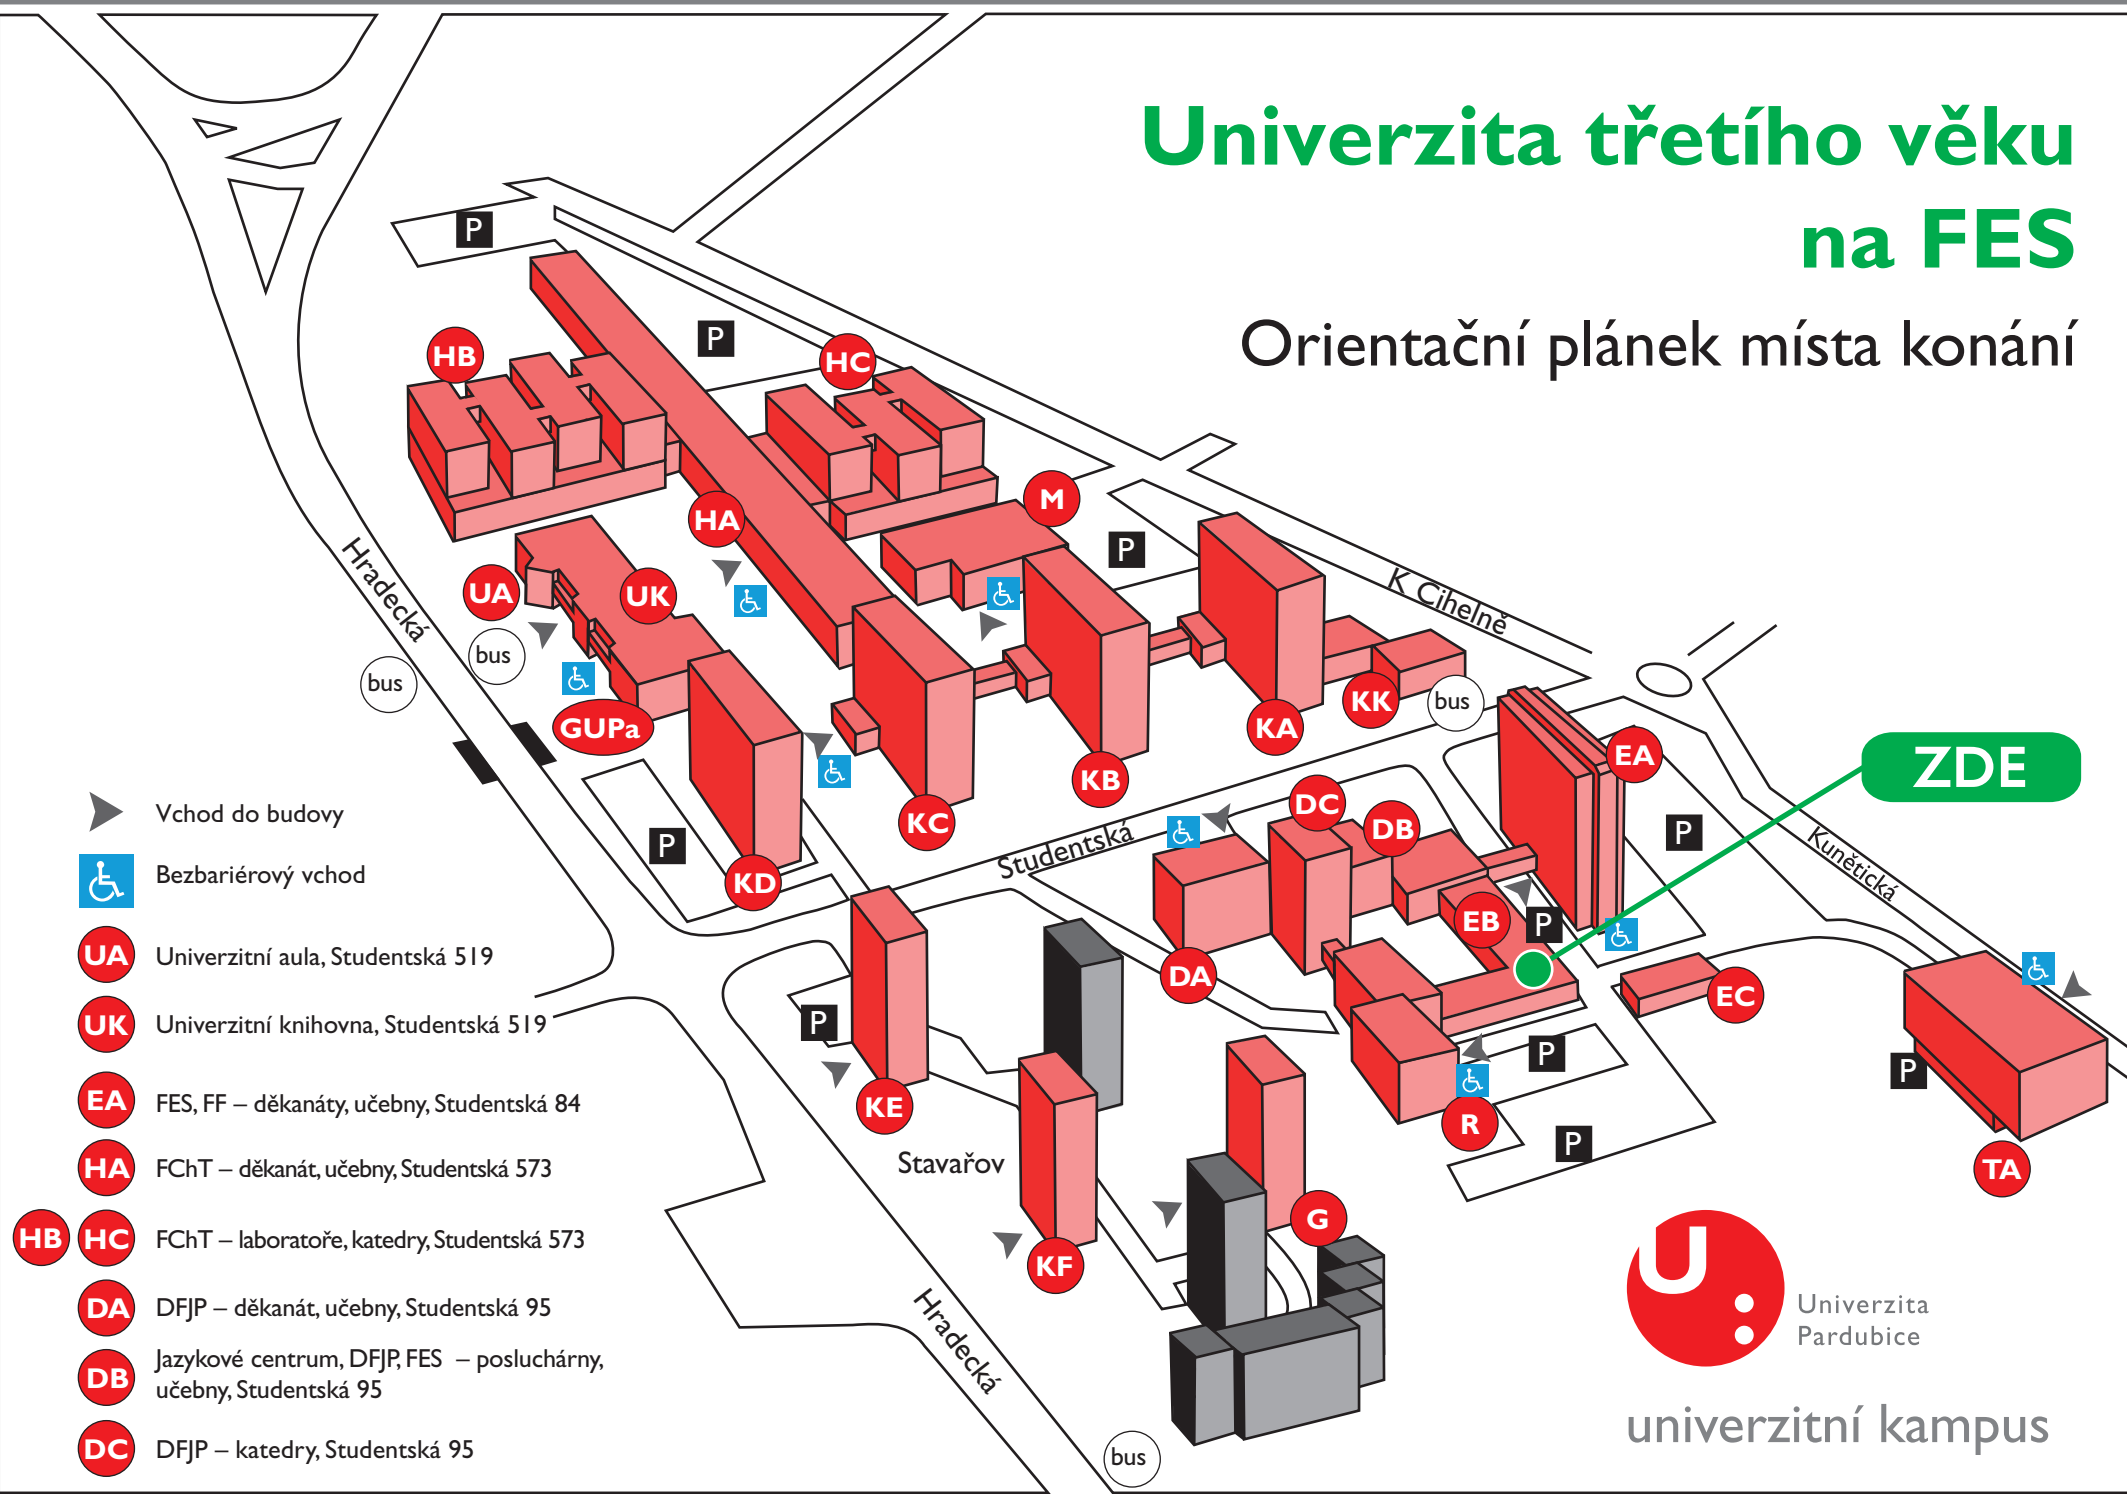 Univerzita třetího věku
na FES
Orientační plánek místa konání
P
P
HB
HC
HA
M
P
UA
UK
Hradecká
bus
bus
GUPa
K Cihelně
KK
bus
KA
KB
KC
KD
P
EA
ZDE
P
Kunětická
Studentská
DC
DB
EB
P
DA
EC
P
KE
P
R
P
P
TA
Stavařov
G
KF
Hradecká
bus
Vchod do budovy
Bezbariérový vchod
UA Univerzitní aula, Studentská 519
UK Univerzitní knihovna, Studentská 519
EA FES, FF – děkanáty, učebny, Studentská 84
HA FChT – děkanát, učebny, Studentská 573
HB HC FChT – laboratoře, katedry, Studentská 573
DA DFJP – děkanát, učebny, Studentská 95
DB Jazykové centrum, DFJP, FES – posluchárny,
učebny, Studentská 95
DC DFJP – katedry, Studentská 95
U:
Univerzita
Pardubice
univerzitní kampus